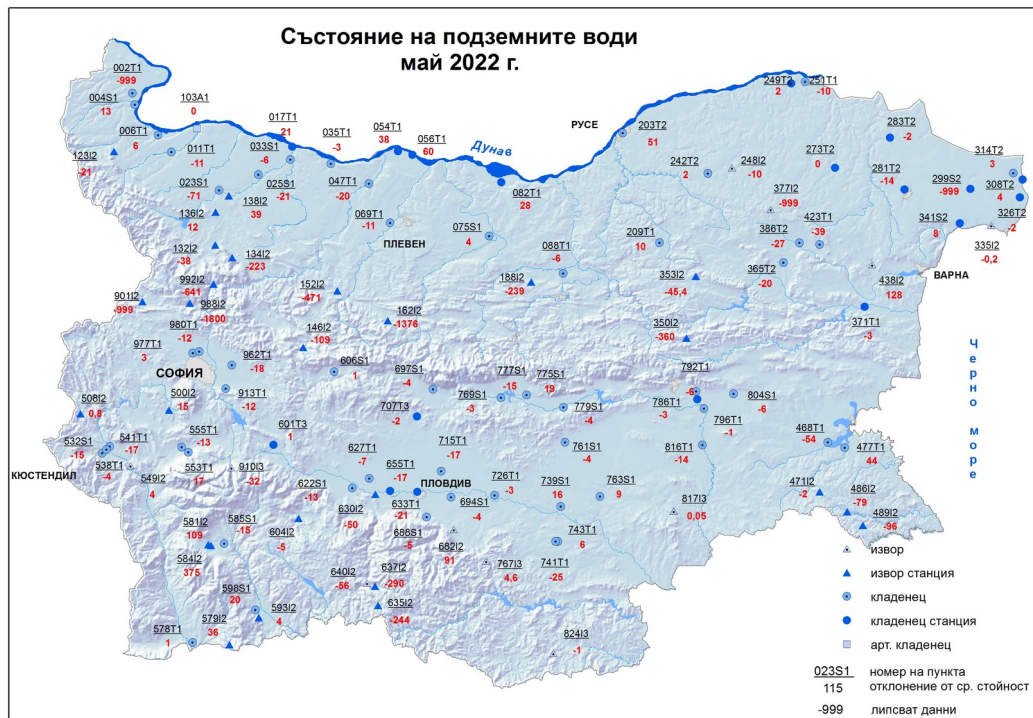 Състояние на подземните води
май 2022 г.
002T1
-999
004S1
13
103A1
0
006T1
6
011T1
-11
123I2
-21
017T1
21
033S1
-6
035T1
-3
054T1
38
056T1
60
Дунав
РУСЕ
203T2
51
249T2
2
251T1
-10
283T2
-2
314T2
3
023S1
-71
025S1
-21
138I2
39
047T1
-20
082T1
28
242T2
2
248I2
-10
273T2
0
281T2
-14
299S2
-999
308T2
4
377I2
-999
136I2
12
069T1
-11
ПЛЕВЕН
075S1
4
088T1
-6
209T1
10
386T2
-27
423T1
-39
341S2
8
326T2
-2
335I2
-0,2
ВАРНА
132I2
-38
134I2
-223
992I2
-641
988I2
-1800
901I2
-999
152I2
-471
188I2
-239
353I2
-45,4
365T2
-20
438I2
128
162I2
-1376
146I2
-109
350I2
-360
371T1
-3
980T1
-12
977T1
3
СОФИЯ
962T1
-18
913T1
-12
606S1
1
697S1
-4
777S1
-15
775S1
19
769S1
-3
779S1
-4
792T1
-6
786T1
-3
804S1
-6
796T1
-1
Черно море
508I2
0,8
500I2
15
707T3
-2
532S1
-15
541T1
-17
КЮСТЕНДИЛ
538T1
-4
549I2
4
555T1
-13
553T1
17
601T3
1
910I3
-32
627T1
-7
715T1
-17
761S1
-4
816T1
-14
468T1
-54
477T1
44
622S1
-13
655T1
-17
ПЛОВДИВ
633T1
-21
630I2
-50
694S1
-4
726T1
-3
739S1
16
763S1
9
817I3
0,05
471I2
-2
486I2
-79
489I2
-96
581I2
109
585S1
-15
584I2
375
604I2
-5
688S1
-5
682I2
91
743T1
6
741T1
-25
767I3
4,6
640I2
-56
637I2
-290
635I2
-244
598S1
20
593I2
4
579I2
36
578T1
1
824I3
-1
извор
извор станция
кладенец
кладенец станция
арт. кладенец
023S1 номер на пункта
115 отклонение от ср. стойност
-999 липсват данни